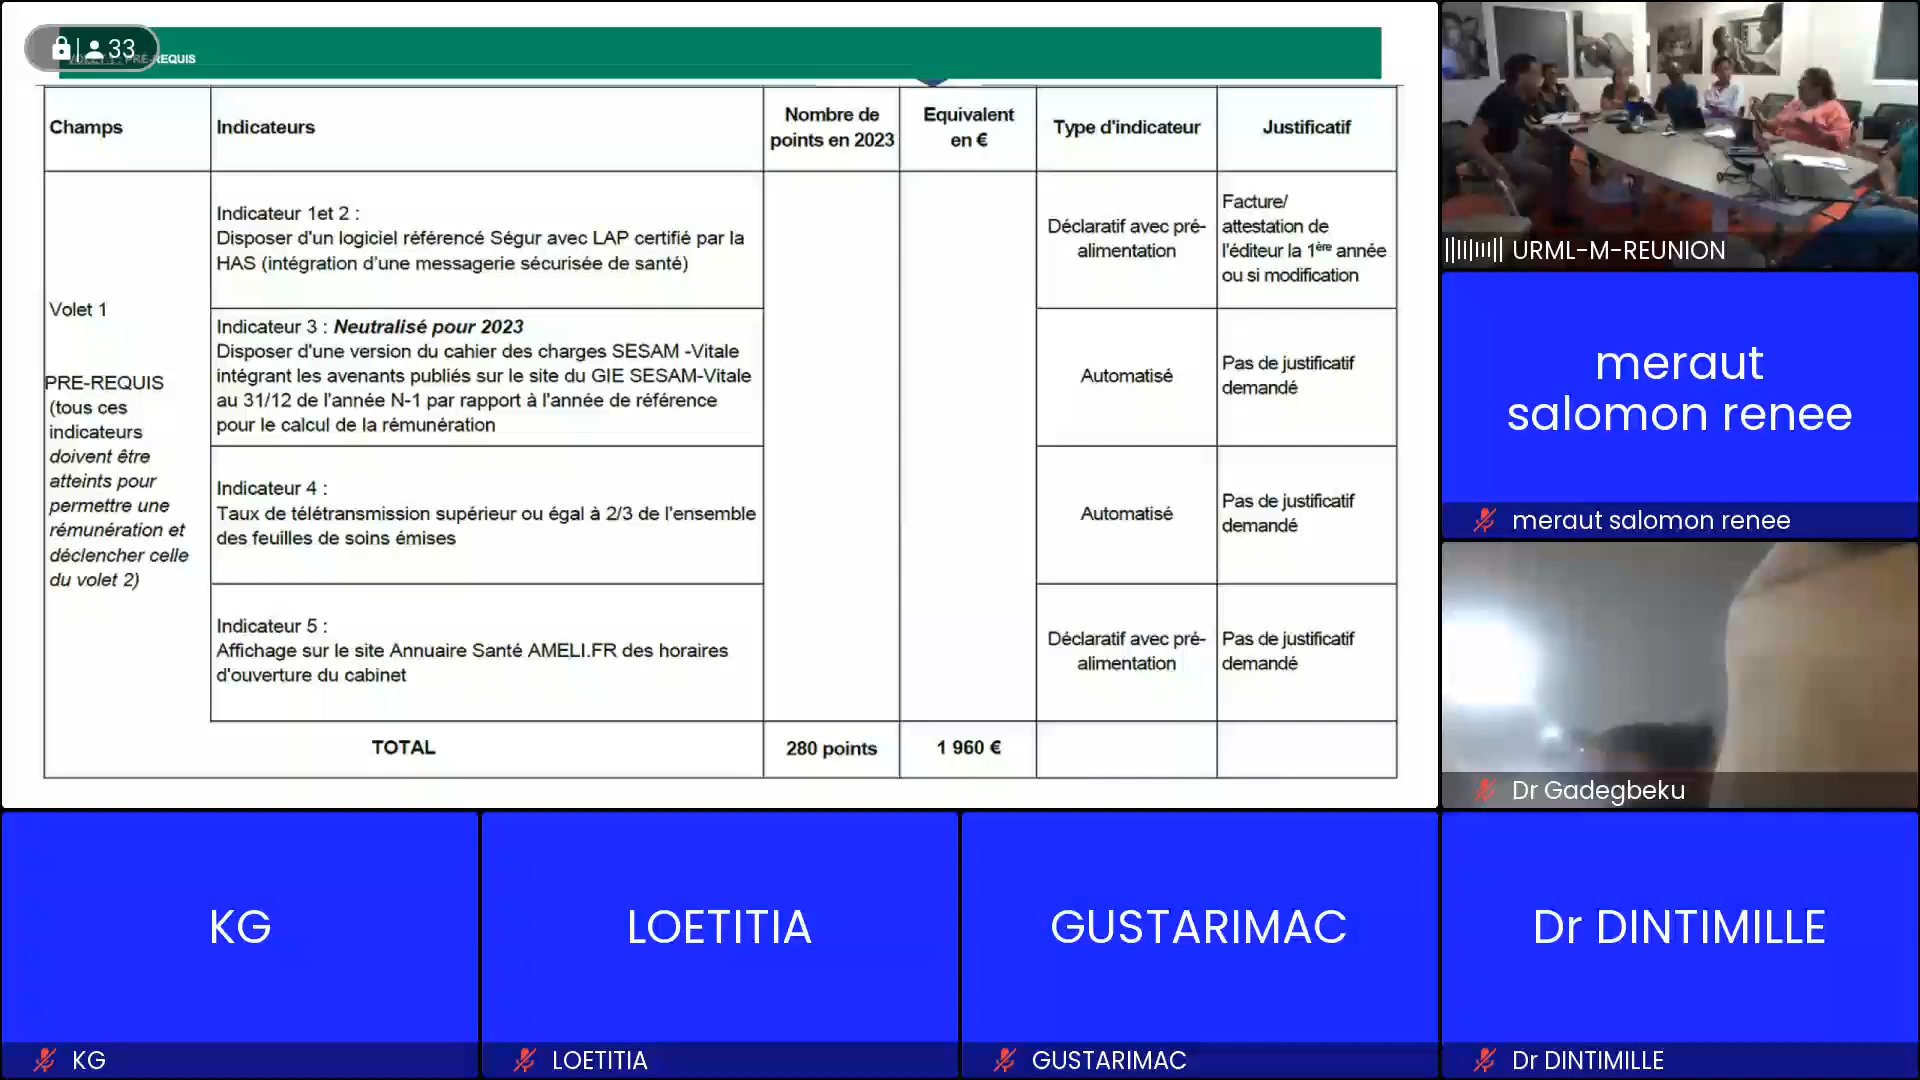 33
VOLET 1 : PRE-REQUIS
Champs
Indicateurs
Nombre de
points en 2023
Equivalent
en €
Type d'indicateur
Justificatif
Volet 1
PRE-REQUIS
(tous ces
indicateurs
doivent être
atteints pour
permettre une
rémunération et
déclencher celle
du volet 2)
Indicateur 1et 2 :
Disposer d'un logiciel référencé Ségur avec LAP certifié par la
HAS (intégration d'une messagerie sécurisée de santé)
Déclaratif avec pré-
alimentation
Facture/
attestation de
l'éditeur la 1ère année
ou si modification
Indicateur 3 : Neutralisé pour 2023
Disposer d'une version du cahier des charges SESAM -Vitale
intégrant les avenants publiés sur le site du GIE SESAM-Vitale
au 31/12 de l'année N-1 par rapport à l'année de référence
pour le calcul de la rémunération
Automatisé
Pas de justificatif
demandé
Indicateur 4 :
Taux de télétransmission supérieur ou égal à 2/3 de l'ensemble
des feuilles de soins émises
Automatisé
Pas de justificatif
demandé
Indicateur 5 :
Affichage sur le site Annuaire Santé AMELI.FR des horaires
d'ouverture du cabinet
Déclaratif avec pré-
alimentation
Pas de justificatif
demandé
TOTAL
280 points
1 960 €
URML-M-REUNION
meraut
salomon renee
meraut salomon renee
Dr Gadegbeku
KG
KG
LOETITIA
LOETITIA
GUSTARIMAC
GUSTARIMAC
Dr DINTIMILLE
Dr DINTIMILLE